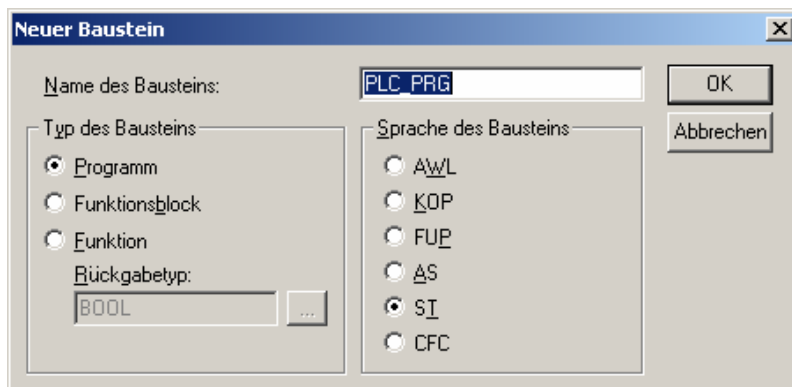 Neuer Baustein
Name des Bausteins:
PLC_PRG
OK
Abbrechen
Typ des Bausteins
Programm
Funktionsblock
Funktion
Rückgabetyp:
BOOL
...
Sprache des Bausteins
AWL
KOP
FUP
AS
ST
CFC